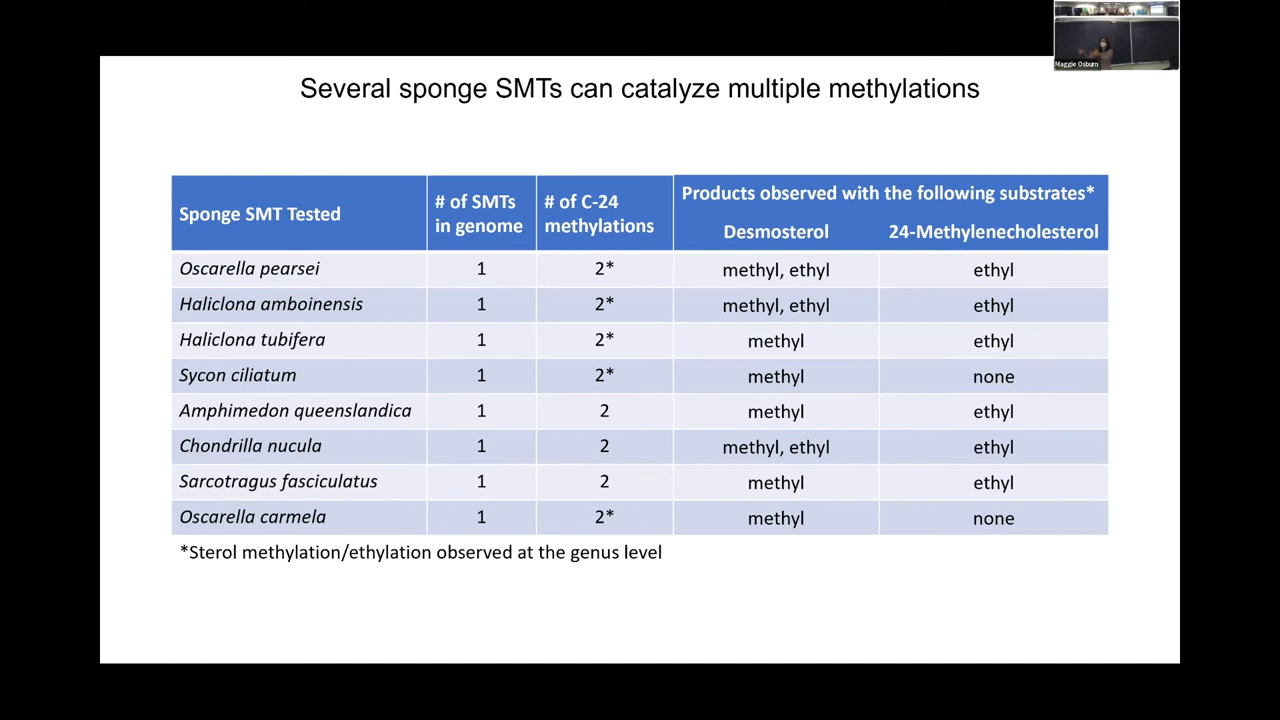 Maggie Osburn
Several sponge SMTs can catalyze multiple methylations
Sponge SMT Tested
# of SMTs
in genome
# of C-24
methylations
Products observed with the following substrates*
Desmosterol 24-Methylenecholesterol
Oscarella pearsei 1 2* methyl, ethyl ethyl
Haliclona amboinensis 1 2* methyl, ethyl ethyl
Haliclona tubifera 1 2* methyl ethyl
Sycon ciliatum 1 2* methyl none
Amphimedon queenslandica 1 2 methyl ethyl
Chondrilla nucula 1 2 methyl, ethyl ethyl
Sarcotragus fasciculatus 1 2 methyl ethyl
Oscarella carmela 1 2* methyl none
*Sterol methylation/ethylation observed at the genus level